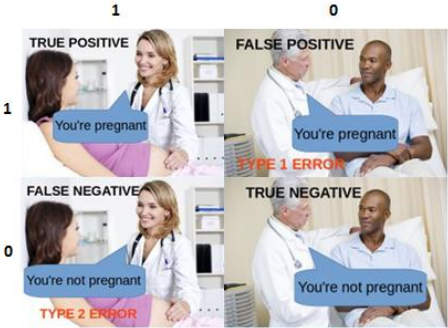 1 0
TRUE POSITIVE
You're pregnant
FALSE POSITIVE
You're pregnant
TYPE 1 ERROR
1
FALSE NEGATIVE
You're not pregnant
TYPE 2 ERROR
TRUE NEGATIVE
You're not pregnant
0